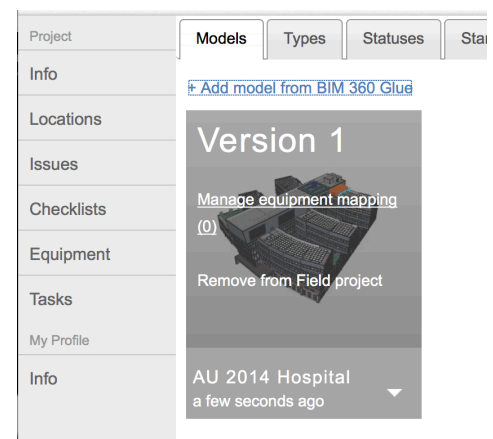 Project
Info
Locations
Issues
Checklists
Equipment
Tasks
My Profile
Info
Models
Types
Statuses
+ Add model from BIM 360 Glue
Version 1
Manage equipment mapping
(0)
Remove from Field project
AU 2014 Hospital
a few seconds ago